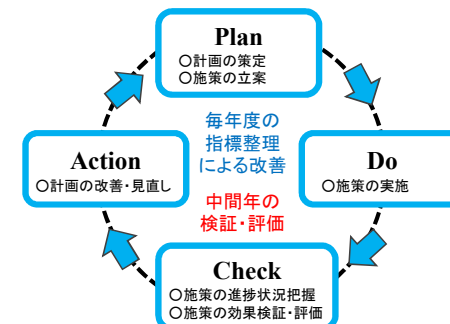 Plan
○計画の策定
○施策の立案
毎年度の
指標整理
による改善
Action
○計画の改善・見直し
Do
○施策の実施
中間年の
検証・評価
Check
○施策の進捗状況把握
○施策の効果検証・評価